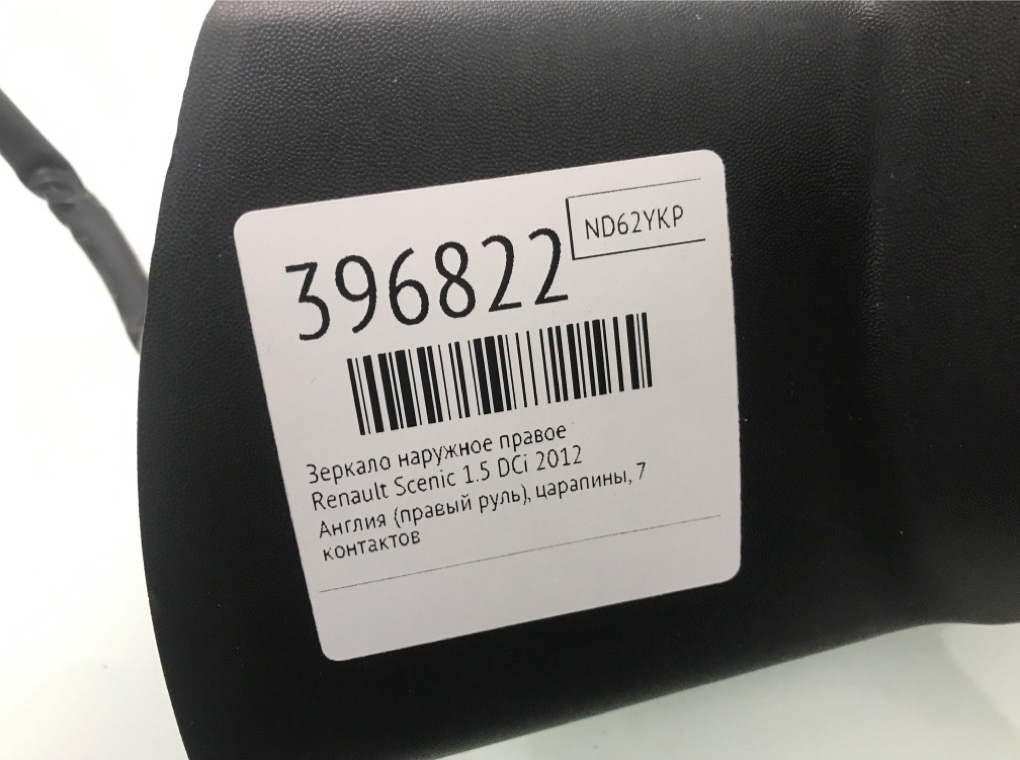 396822
ND62YKP
Зеркало наружное правое
Renault Scenic 1.5 DCi 2012
Англия (правый руль), царапины, 7
контактов